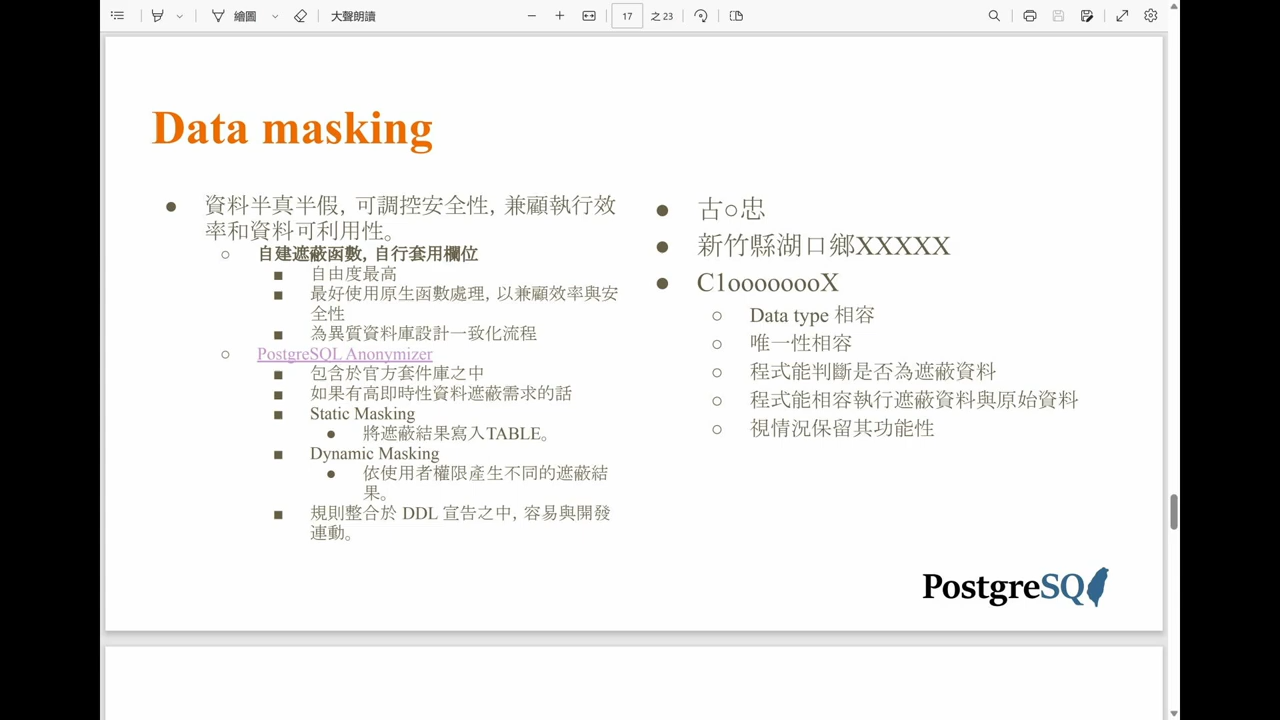 繪圖
大聲朗讀
17
之 23
Data masking
● 資料半真半假, 可調控安全性, 兼顧執行效
率和資料可利用性。
○ 自建遮蔽函數, 自行套用欄位
■ 自由度最高
■ 最好使用原生函數處理, 以兼顧效率與安
全性
■ 為異質資料庫設計一致化流程
○ PostgreSQL Anonymizer
■ 包含於官方套件庫之中
■ 如果有高即時性資料遮蔽需求的話
■ Static Masking
● 將遮蔽結果寫入TABLE。
■ Dynamic Masking
● 依使用者權限產生不同的遮蔽結
果。
■ 規則整合於 DDL 宣告之中, 容易與開發
連動。
● 古○忠
● 新竹縣湖口鄉XXXXX
● C1oooooooX
○ Data type 相容
○ 唯一性相容
○ 程式能判斷是否為遮蔽資料
○ 程式能相容執行遮蔽資料與原始資料
○ 視情況保留其功能性
PostgreSQ